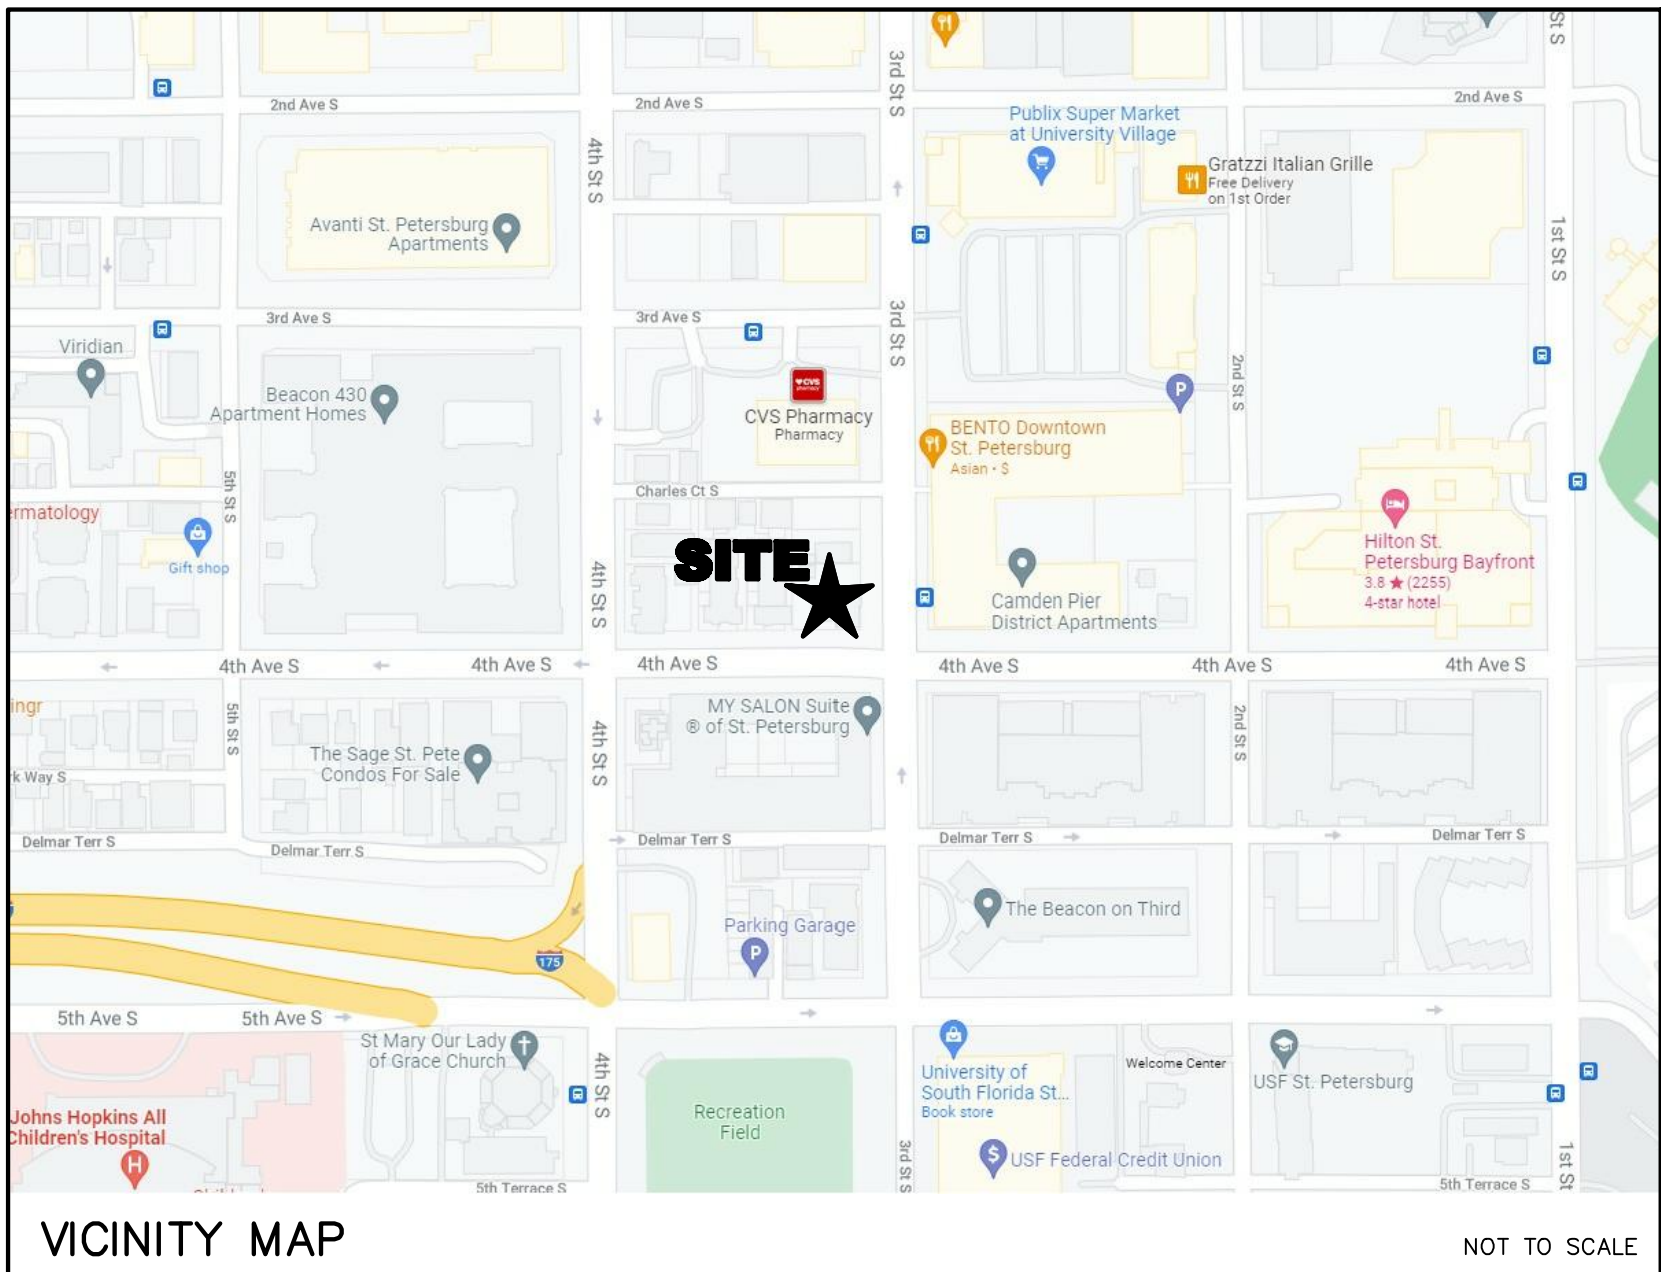 St S
3rd St S
2nd Ave S
2nd Ave S
2nd Ave S
Publix Super Market
at University Village
4th St S
Gratzzi Italian Grille
Free Delivery
on 1st Order
Avanti St. Petersburg
Apartments
1st St S
3rd Ave S
3rd Ave S
3rd St S
Viridian
2nd St S
P
Beacon 430
Apartment Homes
CVS
pharmacy
CVS Pharmacy
Pharmacy
BENTO Downtown
St. Petersburg
Asian · $
5th St S
Charles Ct S
ermatology
Gift shop
SITE
4th St S
Hilton St.
Petersburg Bayfront
3.8 ★ (2255)
4-star hotel
Camden Pier
District Apartments
4th Ave S
4th Ave S
4th Ave S
4th Ave S
4th Ave S
4th Ave S
ingr
5th St S
MY SALON Suite
® of St. Petersburg
2nd St S
4th St S
The Sage St. Pete
Condos For Sale
rk Way S
Delmar Terr S
Delmar Terr S
Delmar Terr S
Delmar Terr S
Delmar Terr S
The Beacon on Third
Parking Garage
P
175
5th Ave S
5th Ave S
St Mary Our Lady
of Grace Church
4th St S
University of
South Florida St...
Book store
Welcome Center
USF St. Petersburg
Johns Hopkins All
Children's Hospital
H
Recreation
Field
3rd St S
$
USF Federal Credit Union
1st St
5th Terrace S
5th Terrace S
VICINITY MAP
NOT TO SCALE